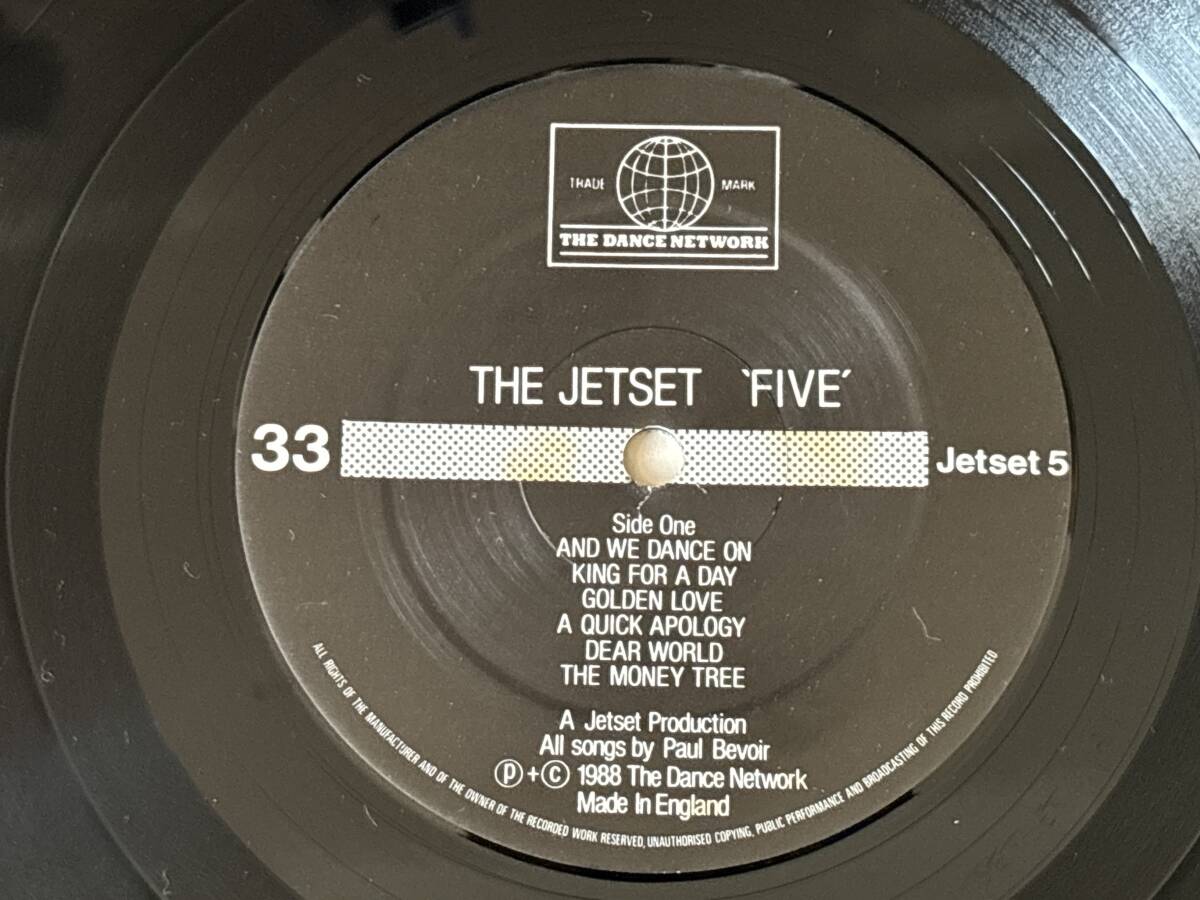 TRADE MARK
THE DANCE NETWORK
THE JETSET `FIVE´
33
Jetset 5
Side One
AND WE DANCE ON
KING FOR A DAY
GOLDEN LOVE
A QUICK APOLOGY
DEAR WORLD
THE MONEY TREE
A Jetset Production
All songs by Paul Bevoir
Ⓟ+© 1988 The Dance Network
Made In England
ALL RIGHTS OF THE MANUFACTURER AND OF THE OWNER OF THE RECORDED WORK RESERVED, UNAUTHORISED COPYING, PUBLIC PERFORMANCE AND BROADCASTING OF THIS RECORD PROHIBITED